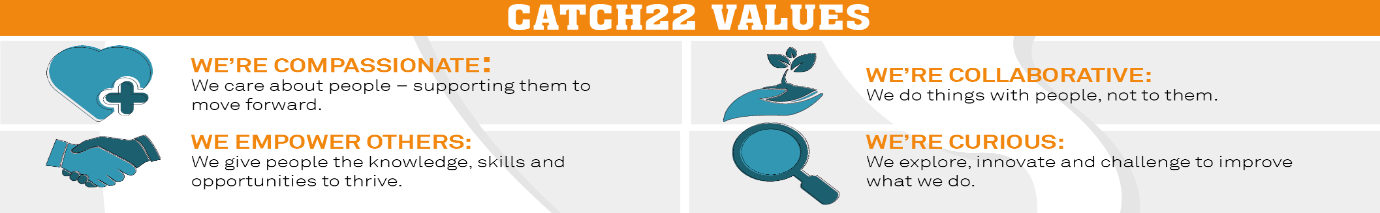 CATCH22 VALUES
WE'RE COMPASSIONATE:
We care about people – supporting them to
move forward.
WE EMPOWER OTHERS:
We give people the knowledge, skills and
opportunities to thrive.
WE'RE COLLABORATIVE:
We do things with people, not to them.
WE'RE CURIOUS:
We explore, innovate and challenge to improve
what we do.